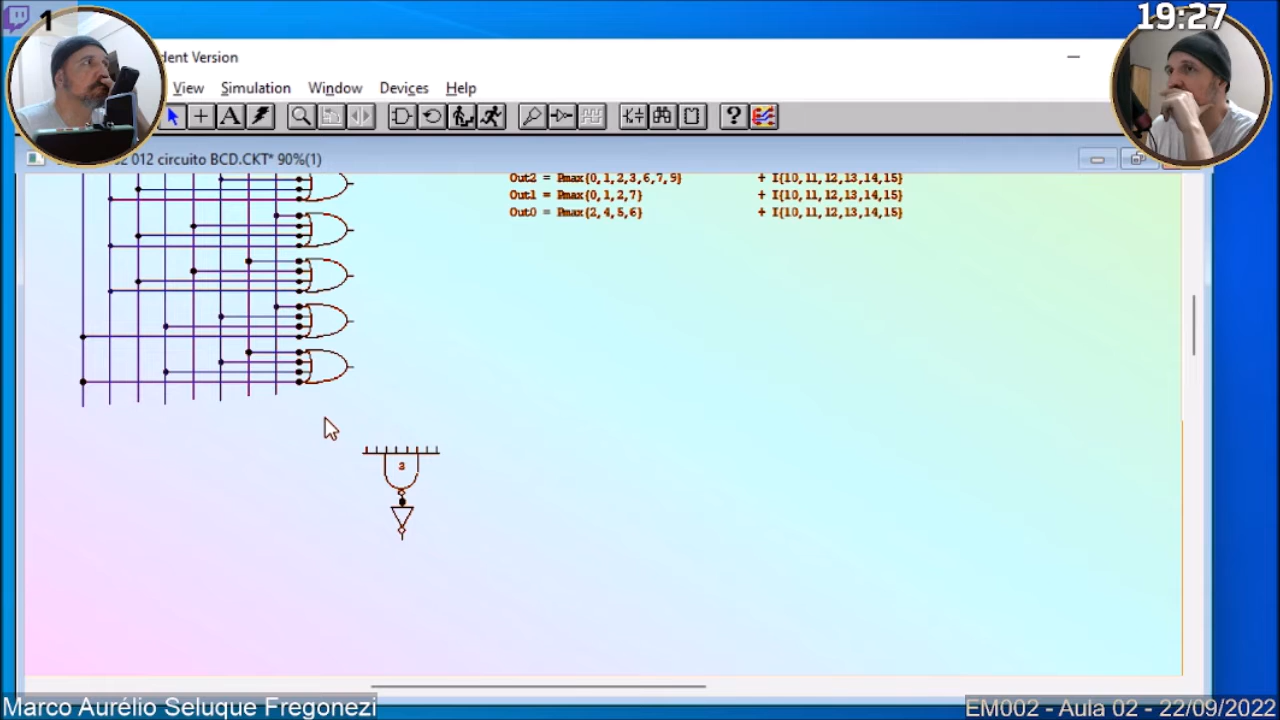 1
19:27
dent Version
View Simulation Window Devices Help
A ?
02 012 circuito BCD.CKT* 90%(1)
Out2 = Pmax{0,1,2,3,6,7,9} + I{10,11,12,13,14,15}
Out1 = Pmax{0,1,2,7} + I{10,11,12,13,14,15}
Out0 = Pmax{2,4,5,6} + I{10,11,12,13,14,15}
3
Marco Aurélio Seluque Fregonezi
EM002 - Aula 02 - 22/09/2022